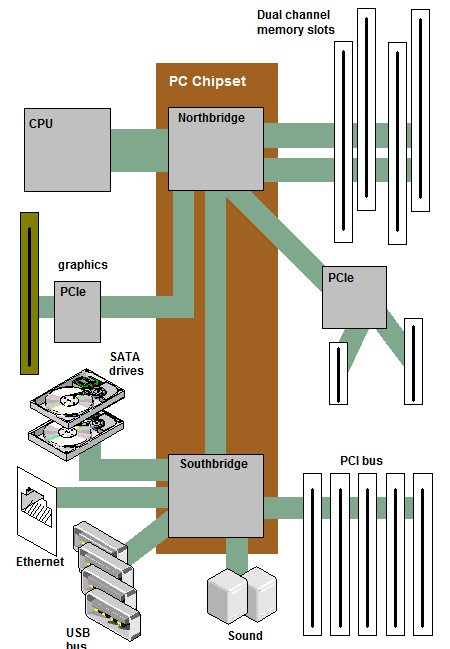 Dual channel
memory slots
PC Chipset
Northbridge
CPU
graphics
PCIe
PCIe
SATA
drives
Southbridge
PCI bus
Ethernet
USB
bus
Sound